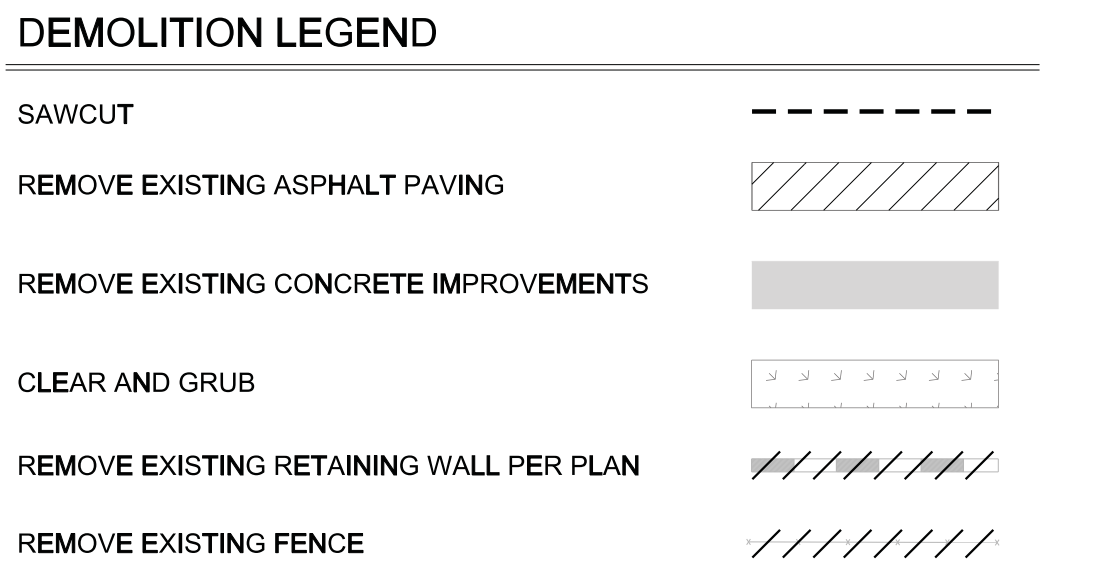 DEMOLITION LEGEND
SAWCUT
REMOVE EXISTING ASPHALT PAVING
REMOVE EXISTING CONCRETE IMPROVEMENTS
CLEAR AND GRUB
REMOVE EXISTING RETAINING WALL PER PLAN
REMOVE EXISTING FENCE